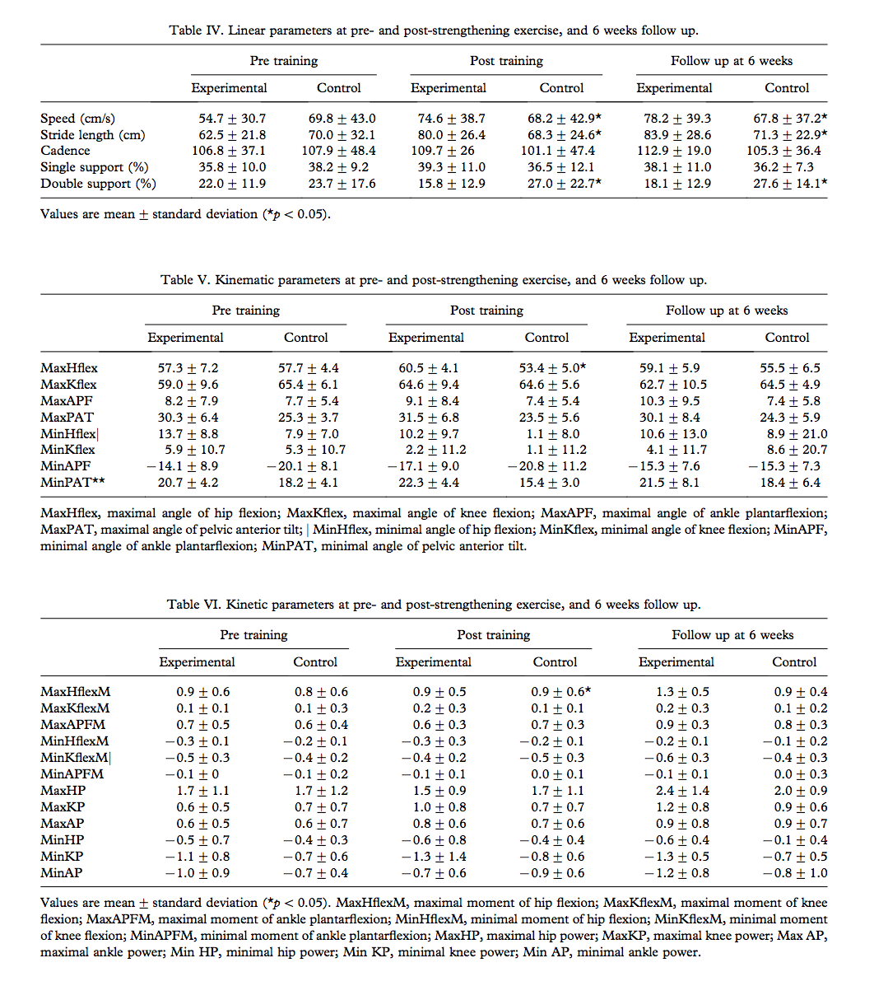 Table IV. Linear parameters at pre- and post-strengthening exercise, and 6 weeks follow up.
Pre training Post training Follow up at 6 weeks
Experimental Control Experimental Control Experimental Control
Speed (cm/s) 54.7 ± 30.7 69.8 ± 43.0 74.6 ± 38.7 68.2 ± 42.9* 78.2 ± 39.3 67.8 ± 37.2*
Stride length (cm) 62.5 ± 21.8 70.0 ± 32.1 80.0 ± 26.4 68.3 ± 24.6* 83.9 ± 28.6 71.3 ± 22.9*
Cadence 106.8 ± 37.1 107.9 ± 48.4 109.7 ± 26 101.1 ± 47.4 112.9 ± 19.0 105.3 ± 36.4
Single support (%) 35.8 ± 10.0 38.2 ± 9.2 39.3 ± 11.0 36.5 ± 12.1 38.1 ± 11.0 36.2 ± 7.3
Double support (%) 22.0 ± 11.9 23.7 ± 17.6 15.8 ± 12.9 27.0 ± 22.7* 18.1 ± 12.9 27.6 ± 14.1*
Values are mean ± standard deviation (*p < 0.05).
Table V. Kinematic parameters at pre- and post-strengthening exercise, and 6 weeks follow up.
Pre training Post training Follow up at 6 weeks
Experimental Control Experimental Control Experimental Control
MaxHflex 57.3 ± 7.2 57.7 ± 4.4 60.5 ± 4.1 53.4 ± 5.0* 59.1 ± 5.9 55.5 ± 6.5
MaxKflex 59.0 ± 9.6 65.4 ± 6.1 64.6 ± 9.4 64.6 ± 5.6 62.7 ± 10.5 64.5 ± 4.9
MaxAPF 8.2 ± 7.9 7.7 ± 5.4 9.1 ± 8.4 7.4 ± 5.4 10.3 ± 9.5 7.4 ± 5.8
MaxPAT 30.3 ± 6.4 25.3 ± 3.7 31.5 ± 6.8 23.5 ± 5.6 30.1 ± 8.4 24.3 ± 5.9
MinHflex| 13.7 ± 8.8 7.9 ± 7.0 10.2 ± 9.7 1.1 ± 8.0 10.6 ± 13.0 8.9 ± 21.0
MinKflex 5.9 ± 10.7 5.3 ± 10.7 2.2 ± 11.2 1.1 ± 11.2 4.1 ± 11.7 8.6 ± 20.7
MinAPF −14.1 ± 8.9 −20.1 ± 8.1 −17.1 ± 9.0 −20.8 ± 11.2 −15.3 ± 7.6 −15.3 ± 7.3
MinPAT** 20.7 ± 4.2 18.2 ± 4.1 22.3 ± 4.4 15.4 ± 3.0 21.5 ± 8.1 18.4 ± 6.4
MaxHflex, maximal angle of hip flexion; MaxKflex, maximal angle of knee flexion; MaxAPF, maximal angle of ankle plantarflexion;
MaxPAT, maximal angle of pelvic anterior tilt; | MinHflex, minimal angle of hip flexion; MinKflex, minimal angle of knee flexion; MinAPF,
minimal angle of ankle plantarflexion; MinPAT, minimal angle of pelvic anterior tilt.
Table VI. Kinetic parameters at pre- and post-strengthening exercise, and 6 weeks follow up.
Pre training Post training Follow up at 6 weeks
Experimental Control Experimental Control Experimental Control
MaxHflexM 0.9 ± 0.6 0.8 ± 0.6 0.9 ± 0.5 0.9 ± 0.6* 1.3 ± 0.5 0.9 ± 0.4
MaxKflexM 0.1 ± 0.1 0.1 ± 0.3 0.2 ± 0.3 0.1 ± 0.1 0.2 ± 0.3 0.1 ± 0.2
MaxAPFM 0.7 ± 0.5 0.6 ± 0.4 0.6 ± 0.3 0.7 ± 0.3 0.9 ± 0.3 0.8 ± 0.3
MinHflexM −0.3 ± 0.1 −0.2 ± 0.1 −0.3 ± 0.3 −0.2 ± 0.1 −0.2 ± 0.1 −0.1 ± 0.2
MinKflexM| −0.5 ± 0.3 −0.4 ± 0.2 −0.4 ± 0.2 −0.5 ± 0.3 −0.6 ± 0.3 −0.4 ± 0.3
MinAPFM −0.1 ± 0 −0.1 ± 0.2 −0.1 ± 0.1 0.0 ± 0.1 −0.1 ± 0.1 0.0 ± 0.3
MaxHP 1.7 ± 1.1 1.7 ± 1.2 1.5 ± 0.9 1.7 ± 1.1 2.4 ± 1.4 2.0 ± 0.9
MaxKP 0.6 ± 0.5 0.7 ± 0.7 1.0 ± 0.8 0.7 ± 0.7 1.2 ± 0.8 0.9 ± 0.6
MaxAP 0.6 ± 0.5 0.6 ± 0.7 0.8 ± 0.6 0.7 ± 0.6 0.9 ± 0.8 0.9 ± 0.7
MinHP −0.5 ± 0.7 −0.4 ± 0.3 −0.6 ± 0.8 −0.4 ± 0.4 −0.6 ± 0.4 −0.1 ± 0.4
MinKP −1.1 ± 0.8 −0.7 ± 0.6 −1.3 ± 1.4 −0.8 ± 0.6 −1.3 ± 0.5 −0.7 ± 0.5
MinAP −1.0 ± 0.9 −0.7 ± 0.4 −0.7 ± 0.6 −0.9 ± 0.6 −1.2 ± 0.8 −0.8 ± 1.0
Values are mean ± standard deviation (*p < 0.05). MaxHflexM, maximal moment of hip flexion; MaxKflexM, maximal moment of knee
flexion; MaxAPFM, maximal moment of ankle plantarflexion; MinHflexM, minimal moment of hip flexion; MinKflexM, minimal moment
of knee flexion; MinAPFM, minimal moment of ankle plantarflexion; MaxHP, maximal hip power; MaxKP, maximal knee power; Max AP,
maximal ankle power; Min HP, minimal hip power; Min KP, minimal knee power; Min AP, minimal ankle power.